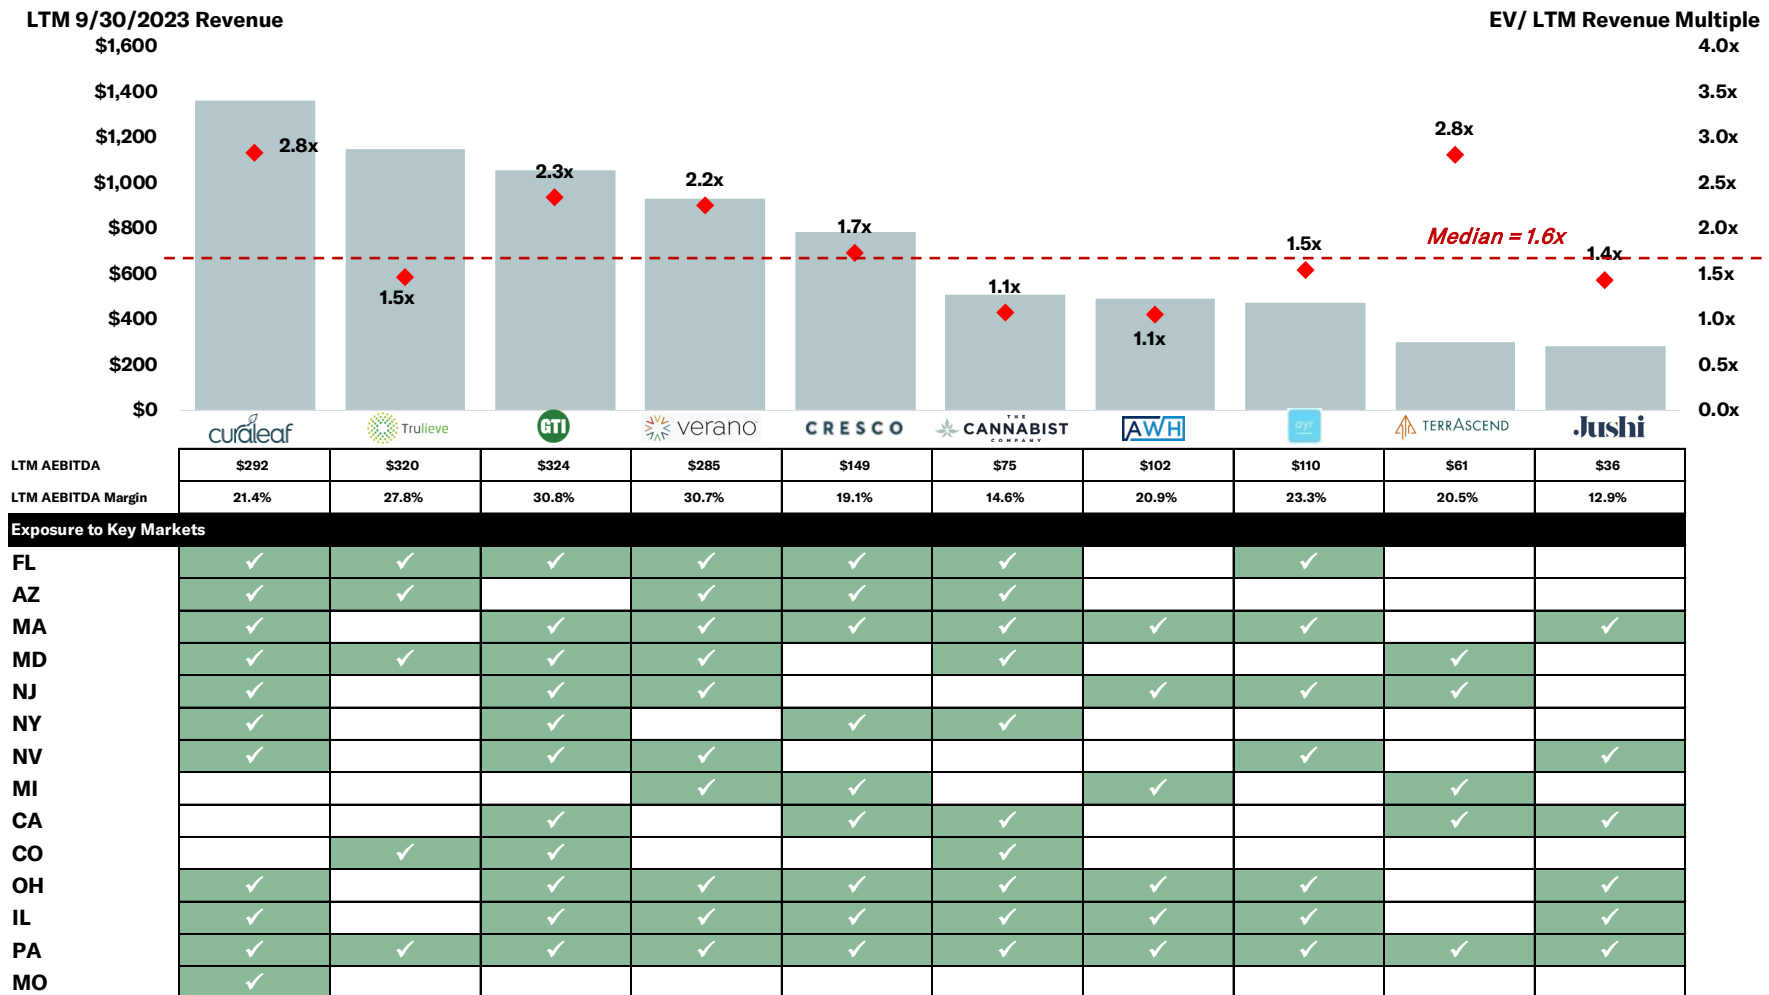 LTM 9/30/2023 Revenue
EV/ LTM Revenue Multiple
$1,600
4.0x
$1,400
3.5x
$1,200
3.0x
$1,000
2.5x
$800
2.0x
$600
1.5x
$400
1.0x
$200
0.5x
$0
0.0x
2.8x
1.5x
2.3x
2.2x
1.7x
1.1x
1.1x
1.5x
2.8x
1.4x
Median = 1.6x
curaleaf
Trulieve
GTI
verano
CRESCO
THE
CANNABIST
COMPANY
AWH
ayr
TERRASCEND
Jushi
LTM AEBITDA $292 $320 $324 $285 $149 $75 $102 $110 $61 $36
LTM AEBITDA Margin 21.4% 27.8% 30.8% 30.7% 19.1% 14.6% 20.9% 23.3% 20.5% 12.9%
Exposure to Key Markets
FL ✓ ✓ ✓ ✓ ✓ ✓ ✓
AZ ✓ ✓ ✓ ✓ ✓
MA ✓ ✓ ✓ ✓ ✓ ✓ ✓ ✓
MD ✓ ✓ ✓ ✓ ✓ ✓
NJ ✓ ✓ ✓ ✓ ✓ ✓
NY ✓ ✓ ✓ ✓
NV ✓ ✓ ✓ ✓ ✓
MI ✓ ✓ ✓ ✓
CA ✓ ✓ ✓ ✓ ✓
CO ✓ ✓ ✓
OH ✓ ✓ ✓ ✓ ✓ ✓ ✓ ✓
IL ✓ ✓ ✓ ✓ ✓ ✓ ✓ ✓
PA ✓ ✓ ✓ ✓ ✓ ✓ ✓ ✓ ✓ ✓
MO ✓